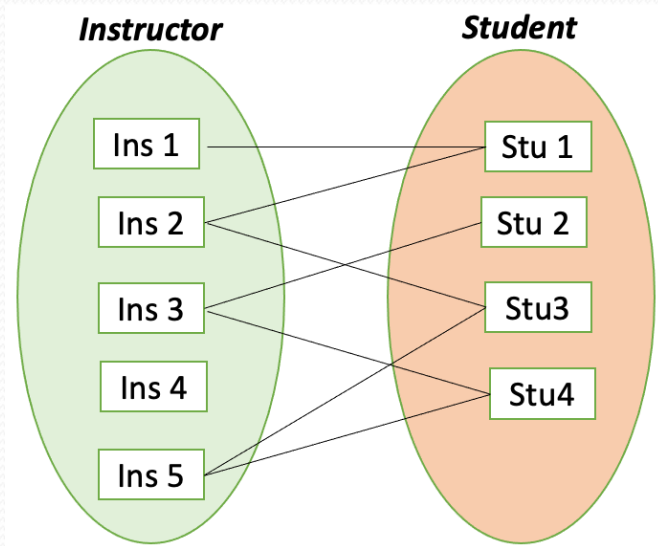 Instructor
Student
Ins 1
Stu 1
Ins 2
Stu 2
Ins 3
Stu3
Ins 4
Stu4
Ins 5